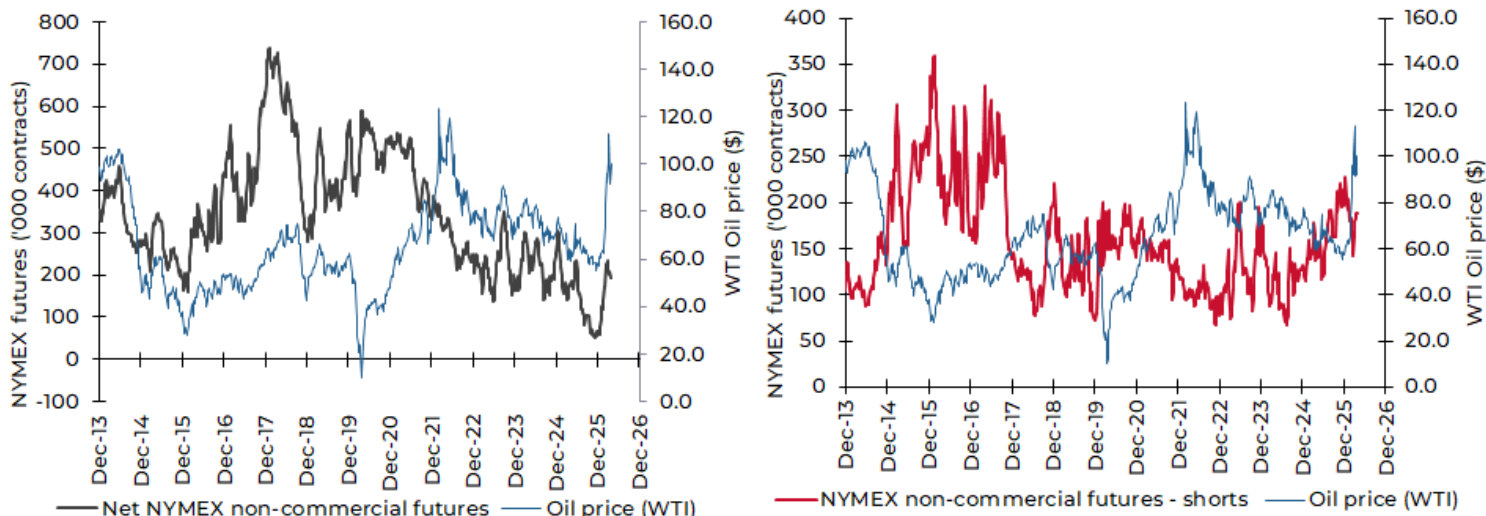 NYMEX futures ('000 contracts)
800
700
600
500
400
300
200
100
0
-100
160.0
140.0
120.0
100.0
80.0
60.0
40.0
20.0
0.0
WTI Oil price ($)
Dec-13
Dec-14
Dec-15
Dec-16
Dec-17
Dec-18
Dec-19
Dec-20
Dec-21
Dec-22
Dec-23
Dec-24
Dec-25
Dec-26
Net NYMEX non-commercial futures
Oil price (WTI)
NYMEX futures ('000 contracts)
400
350
300
250
200
150
100
50
0
160.0
140.0
120.0
100.0
80.0
60.0
40.0
20.0
0.0
WTI Oil price ($)
Dec-13
Dec-14
Dec-15
Dec-16
Dec-17
Dec-18
Dec-19
Dec-20
Dec-21
Dec-22
Dec-23
Dec-24
Dec-25
Dec-26
NYMEX non-commercial futures - shorts
Oil price (WTI)